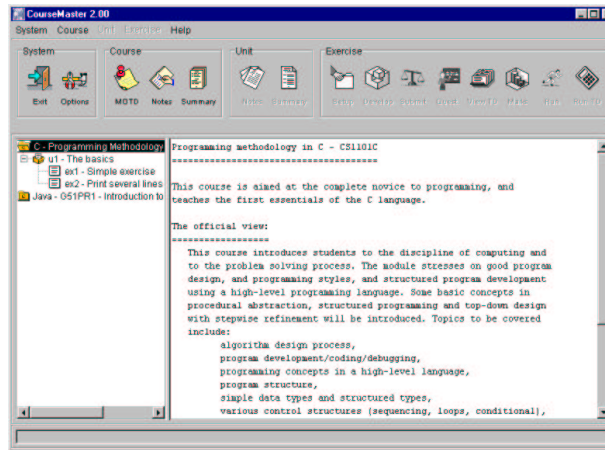 CourseMaster 2.00
System Course Unit Exercise Help
System Course Unit Exercise
Exit Options MOTD Notes Summary Notes Summary Setup Develop Submit Quest. View TD Mark Run Run TD
C - Programming Methodology
u1 - The basics
ex1 - Simple exercise
ex2 - Print several lines
Java - G51PR1 - Introduction to
Programming methodology in C - CS1101C
======================================
This course is aimed at the complete novice to programming, and
teaches the first essentials of the C language.
The official view:
==================
This course introduces students to the discipline of computing and
to the problem solving process. The module stresses on good program
design, and programming styles, and structured program development
using a high-level programming language. Some basic concepts in
procedural abstraction, structured programming and top-down design
with stepwise refinement will be introduced. Topics to be covered
include:
algorithm design process,
program development/coding/debugging,
programming concepts in a high-level language,
program structure,
simple data types and structured types,
various control structures (sequencing, loops, conditional),